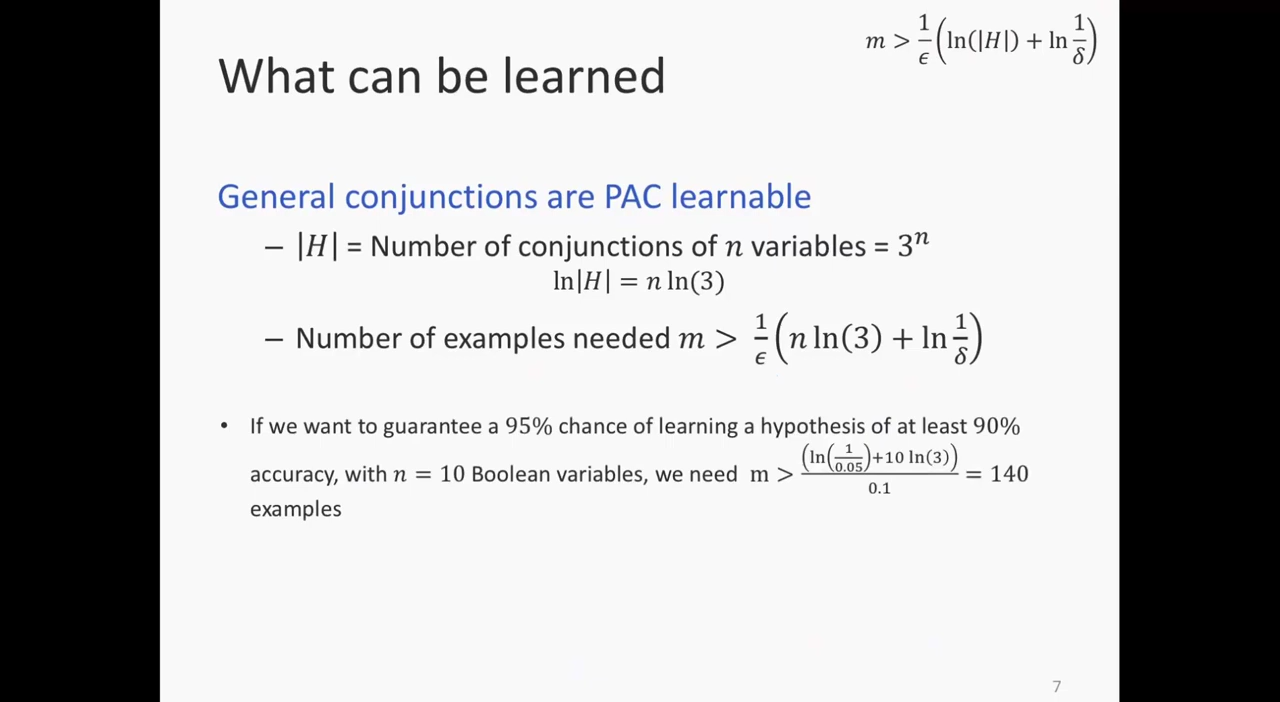 m > 1/ϵ (ln(|H|) + ln 1/δ)
What can be learned
General conjunctions are PAC learnable
– |H| = Number of conjunctions of n variables = 3ⁿ
ln|H| = n ln(3)
– Number of examples needed m > 1/ϵ (n ln(3) + ln 1/δ)
• If we want to guarantee a 95% chance of learning a hypothesis of at least 90%
accuracy, with n = 10 Boolean variables, we need m > (ln(1/0.05)+10 ln(3))/0.1 = 140
examples
7